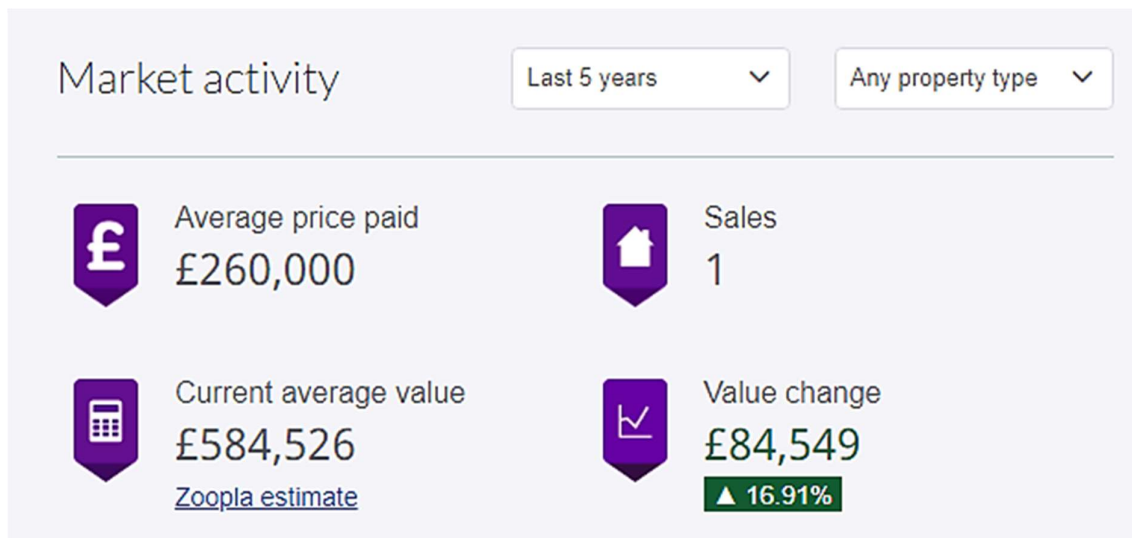 Market activity
Last 5 years
Any property type
£
Average price paid
£260,000
Sales
1
Current average value
£584,526
Zoopla estimate
Value change
£84,549
▲ 16.91%